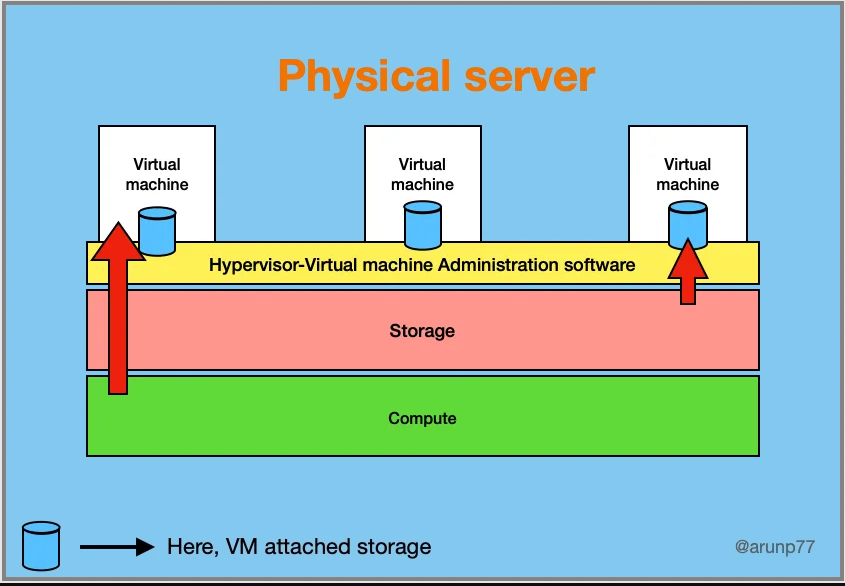 Physical server
Virtual
machine
Virtual
machine
Virtual
machine
Hypervisor-Virtual machine Administration software
Storage
Compute
Here, VM attached storage
@arunp77